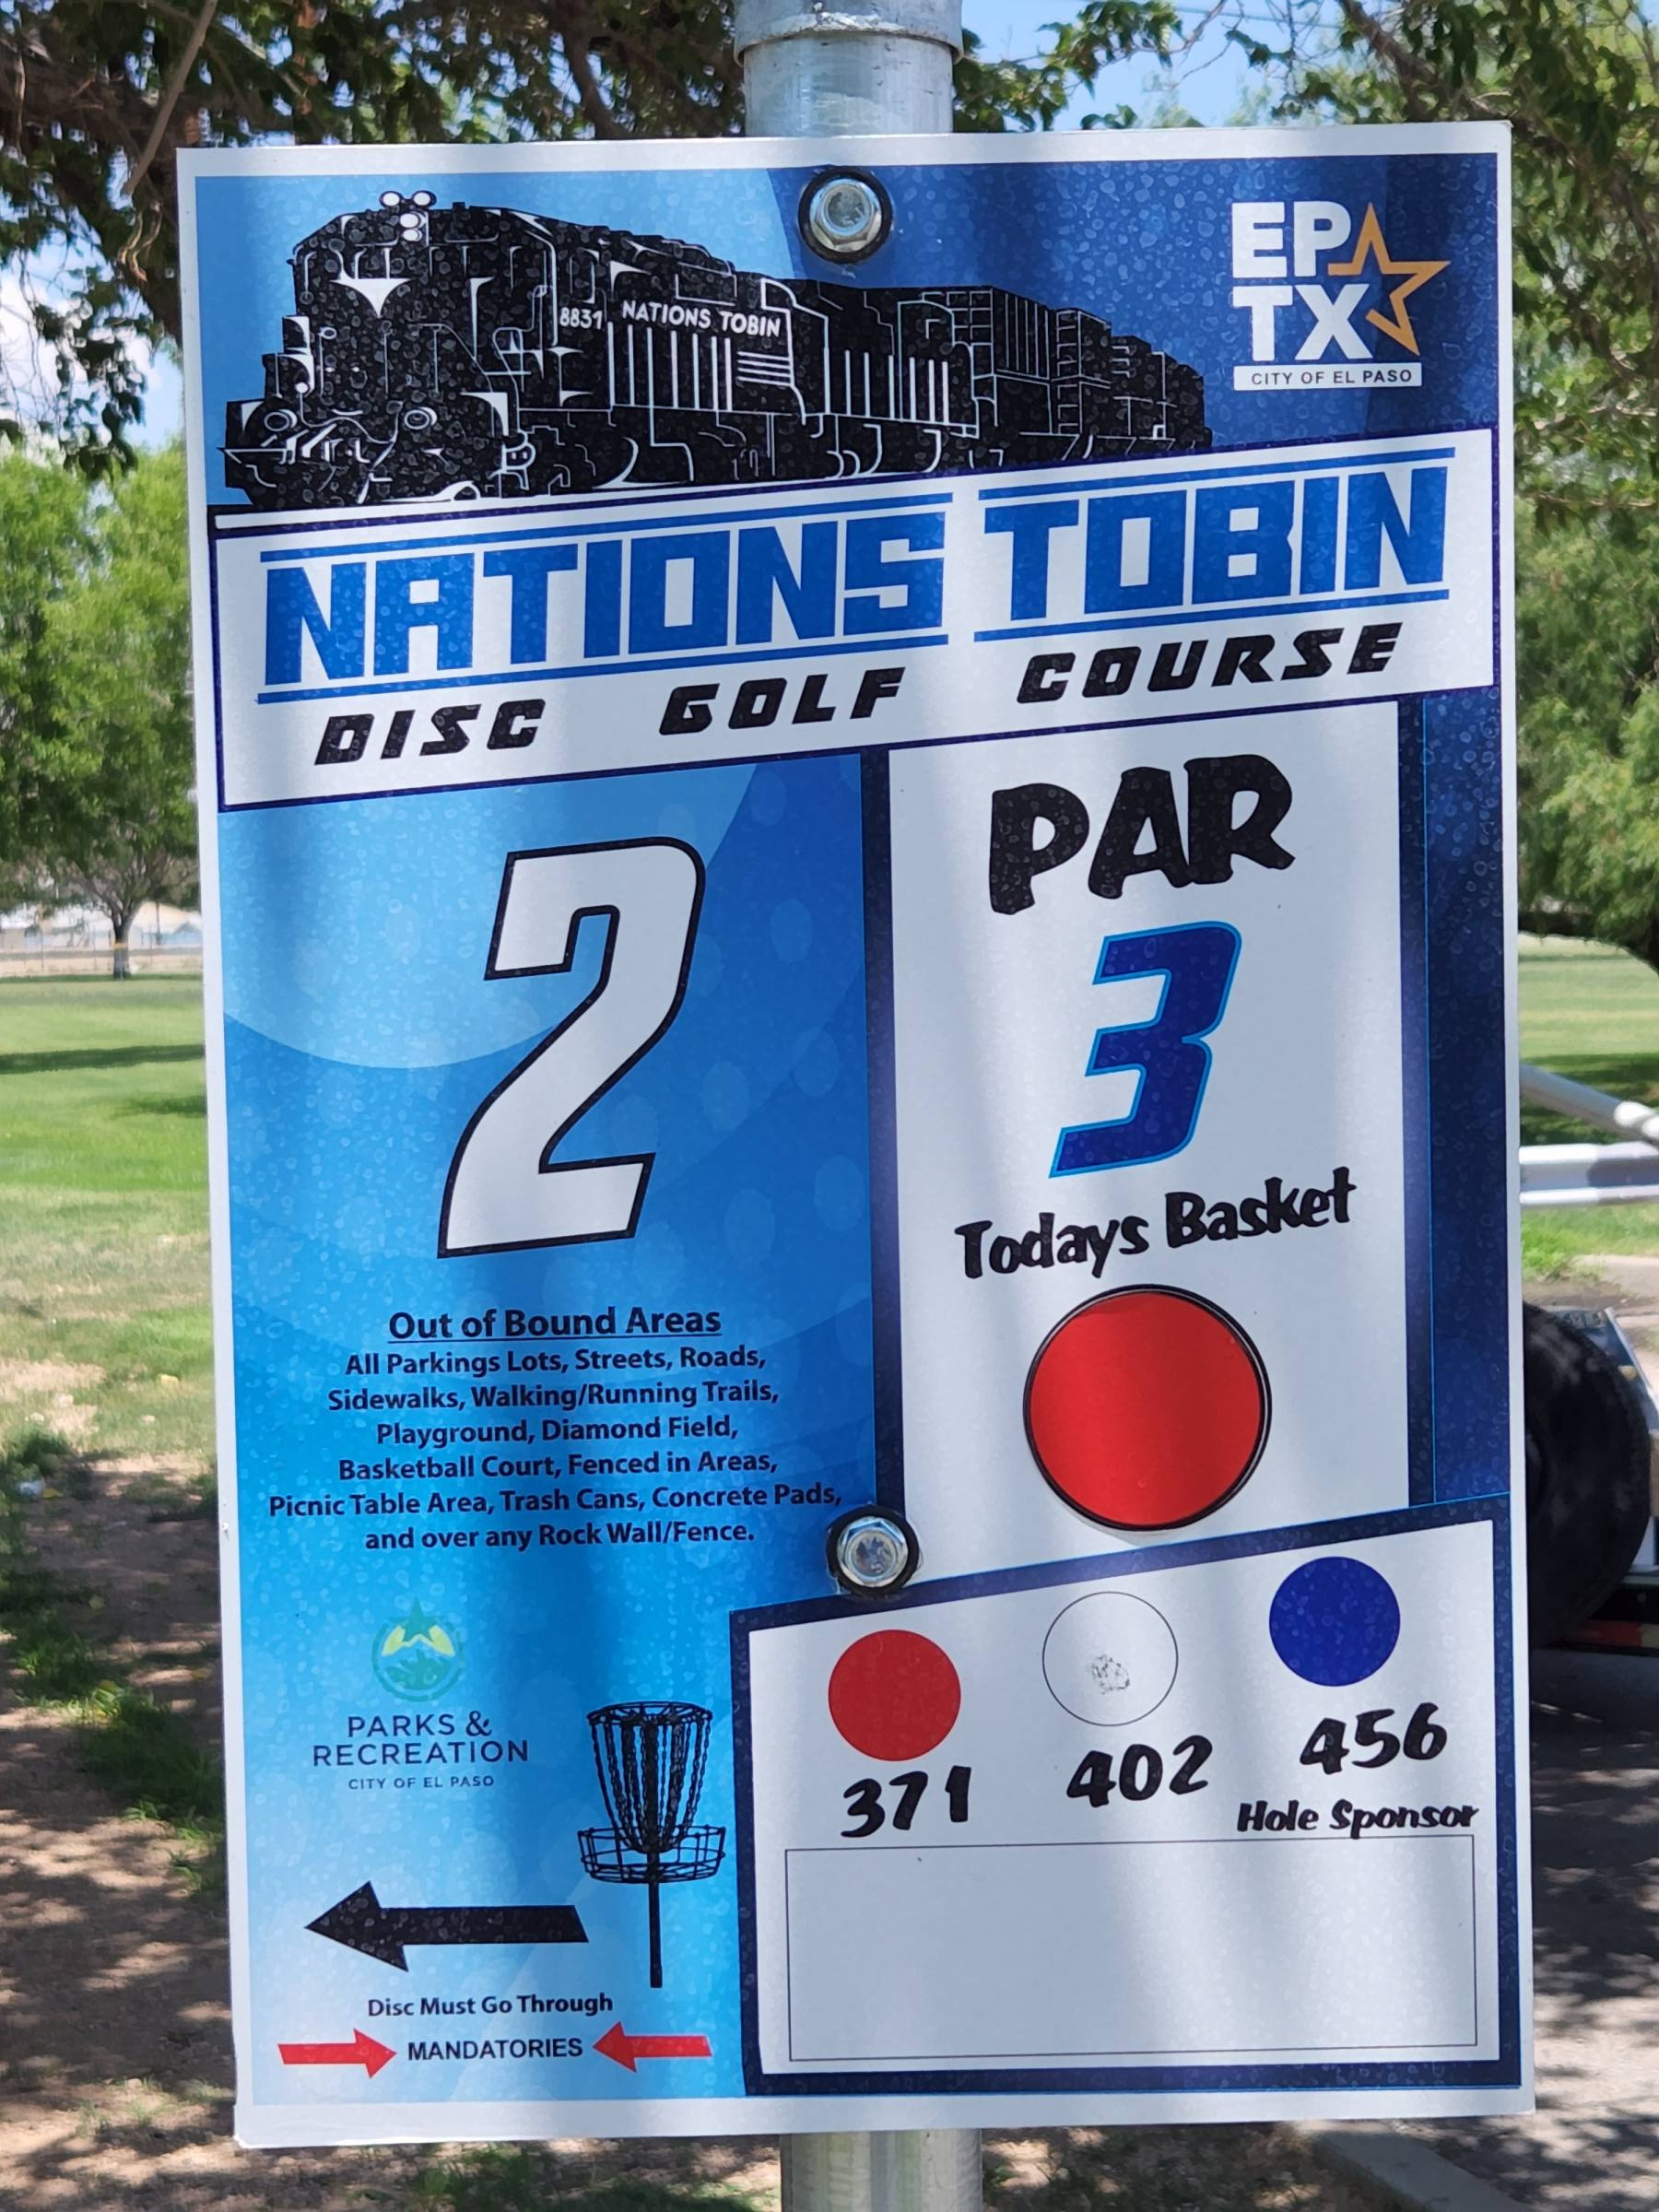 EP
TX
CITY OF EL PASO
8831 NATIONS TOBIN
NATIONS TOBIN
DISC GOLF COURSE
2
PAR
3
Todays Basket
Out of Bound Areas
All Parkings Lots, Streets, Roads,
Sidewalks, Walking/Running Trails,
Playground, Diamond Field,
Basketball Court, Fenced in Areas,
Picnic Table Area, Trash Cans, Concrete Pads,
and over any Rock Wall/Fence.
PARKS &
RECREATION
CITY OF EL PASO
Disc Must Go Through
MANDATORIES
371 402 456
Hole Sponsor